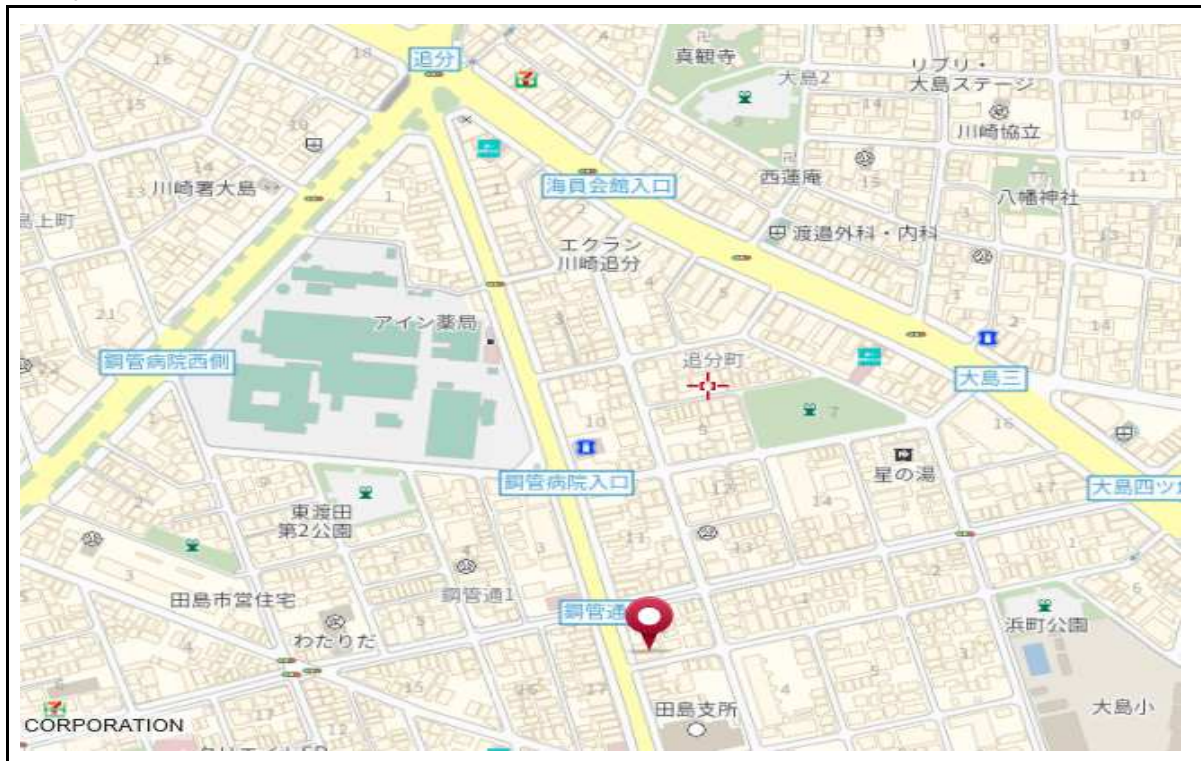 追分
真観寺
大島2
リブリ・
大島ステージ
川崎協立
川崎署大島
海員会館入口
西蓮庵
八幡神社
島上町
渡邉外科・内科
エクラン
川崎追分
アイン薬局
鋼管病院西側
追分町
大島三
鋼管病院入口
星の湯
大島四ツ角
東渡田
第2公園
田島市営住宅
鋼管通1
鋼管通
わたりだ
浜町公園
田島支所
大島小
CORPORATION